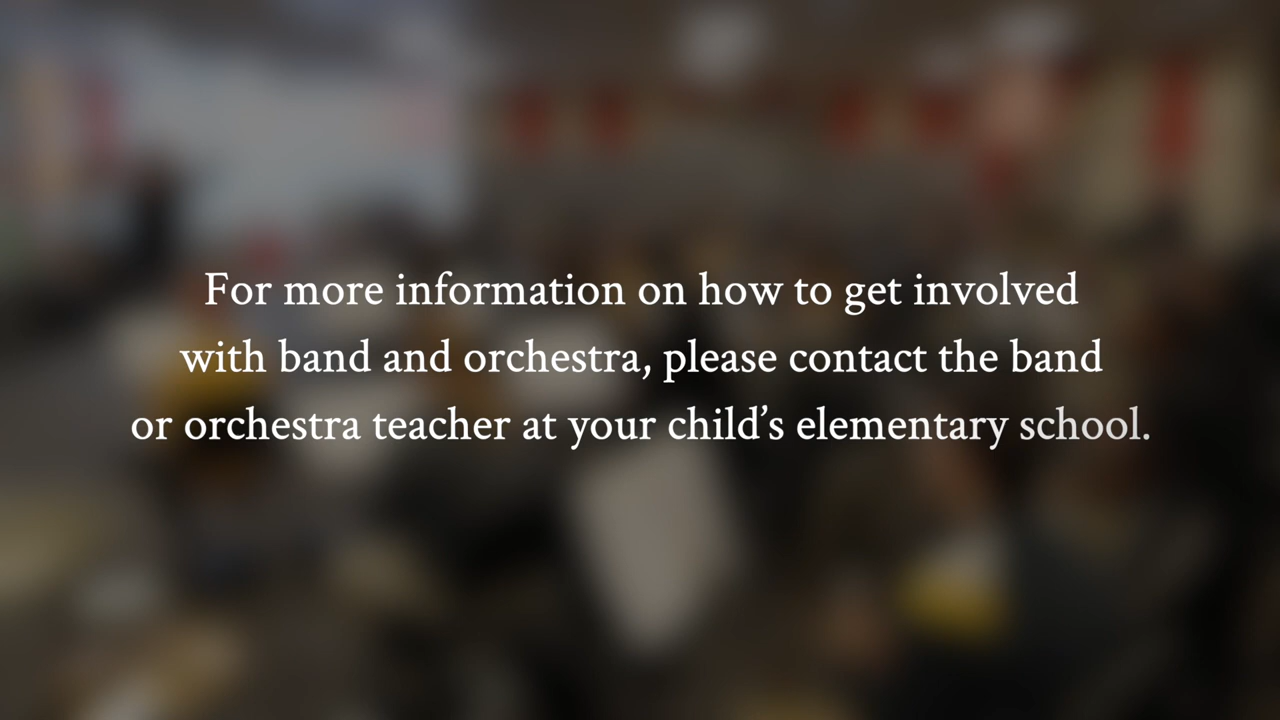 For more information on how to get involved
with band and orchestra, please contact the band
or orchestra teacher at your child’s elementary school.